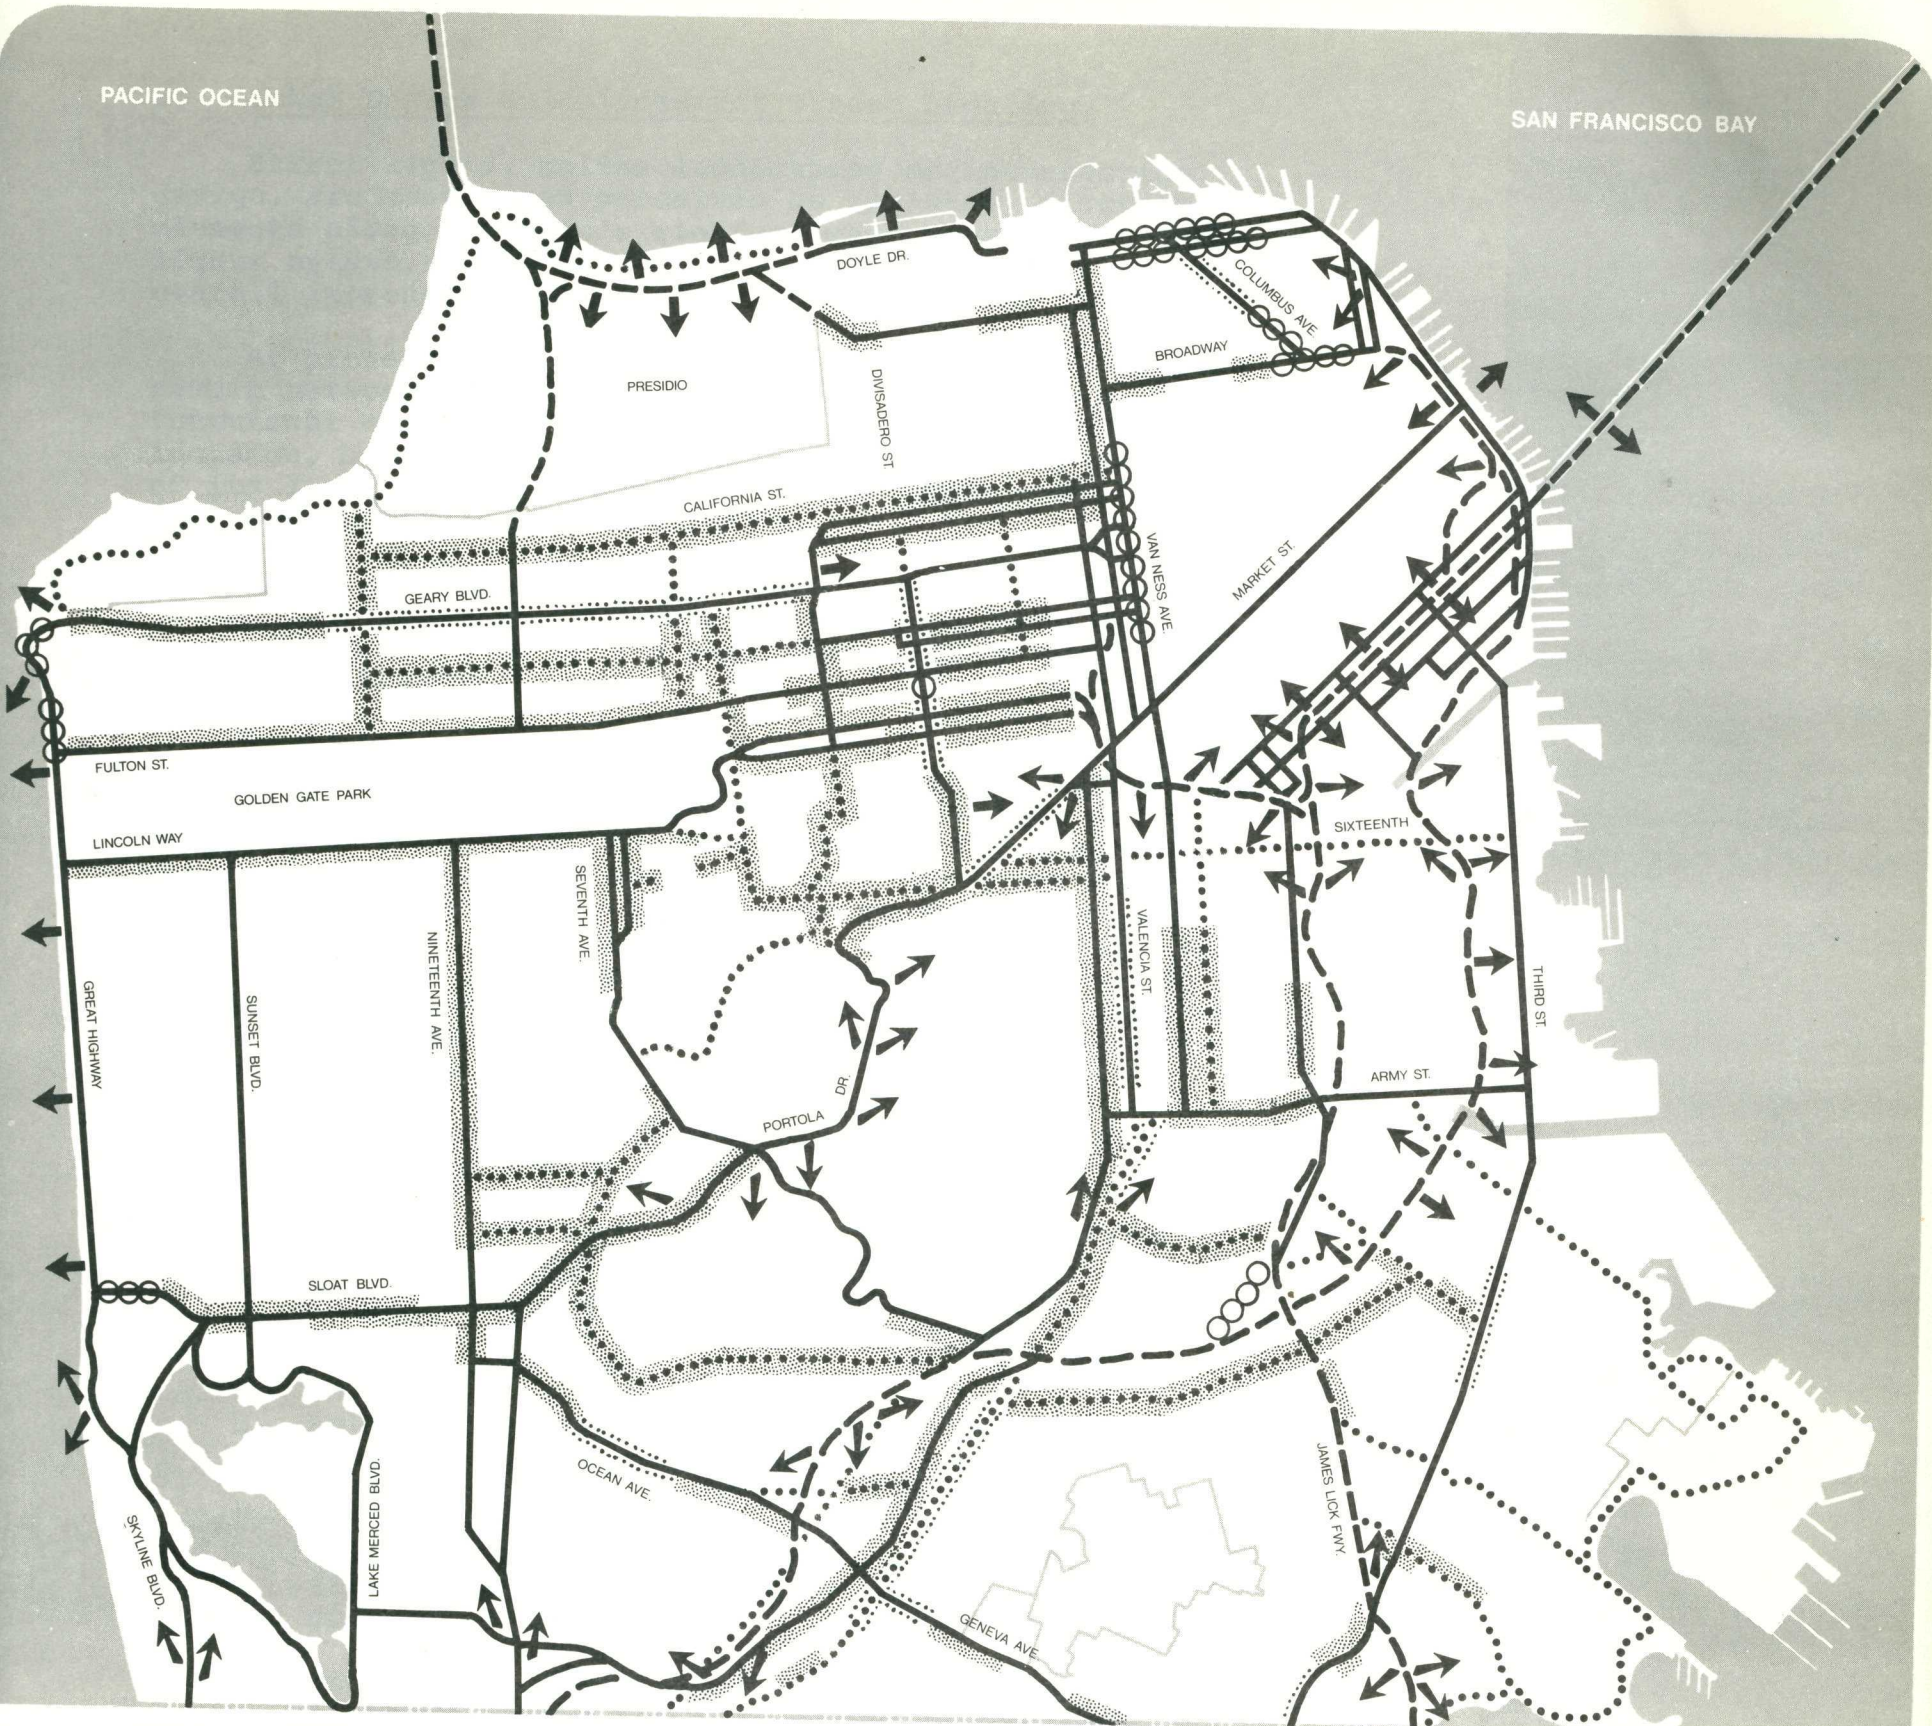 PACIFIC OCEAN
SAN FRANCISCO BAY
DOYLE DR.
COLUMBUS AVE.
BROADWAY
PRESIDIO
DIVISADERO ST.
CALIFORNIA ST.
VAN NESS AVE.
MARKET ST.
GEARY BLVD.
FULTON ST.
GOLDEN GATE PARK
LINCOLN WAY
SIXTEENTH
SEVENTH AVE.
NINETEENTH AVE.
VALENCIA ST.
THIRD ST.
GREAT HIGHWAY
SUNSET BLVD.
ARMY ST.
PORTOLA DR.
SLOAT BLVD.
OCEAN AVE.
JAMES LICK FWY.
LAKE MERCED BLVD.
SKYLINE BLVD.
GENEVA AVE.